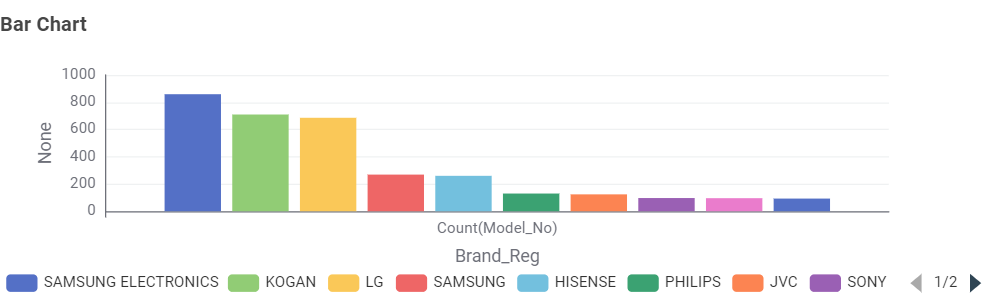 Bar Chart
1000
800
600
400
200
0
None
Count(Model_No)
Brand_Reg
SAMSUNG ELECTRONICS KOGAN LG SAMSUNG HISENSE PHILIPS JVC SONY 1/2